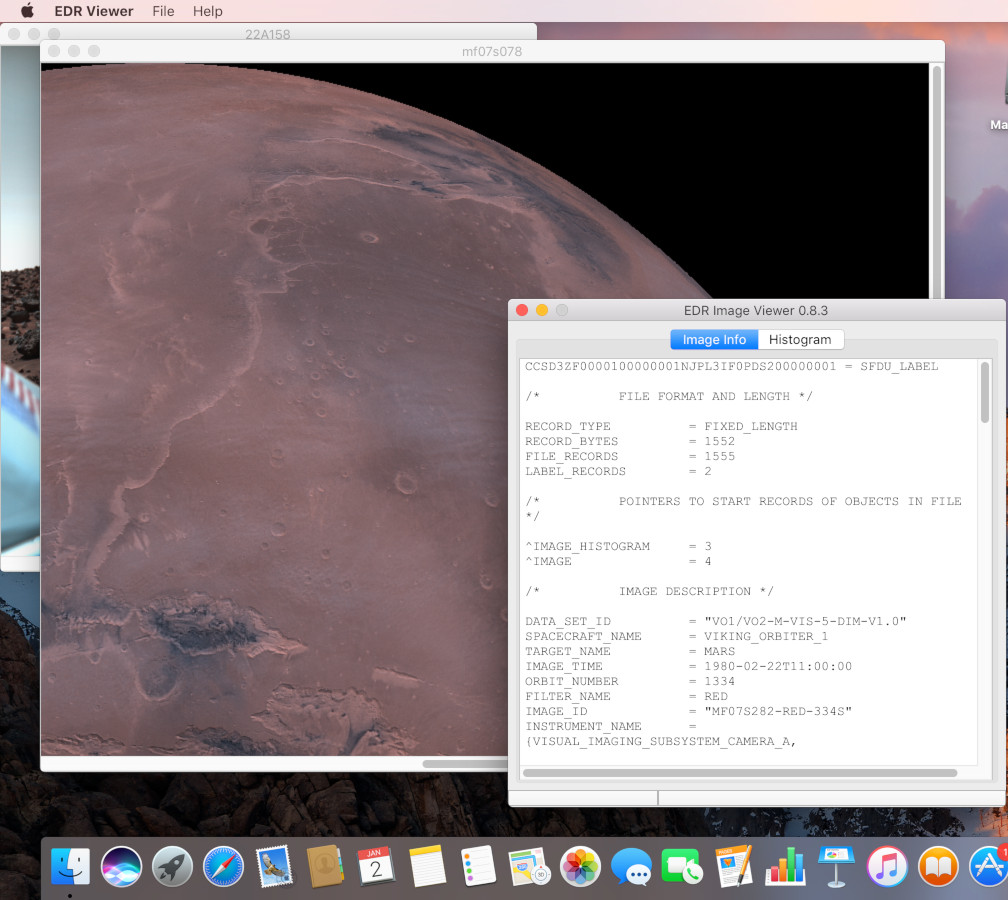 EDR Viewer File Help
22A158
mf07s078
Ma
EDR Image Viewer 0.8.3
Image Info Histogram
CCSD3ZF0000100000001NJPL3IF0PDS200000001 = SFDU_LABEL
/* FILE FORMAT AND LENGTH */
RECORD_TYPE = FIXED_LENGTH
RECORD_BYTES = 1552
FILE_RECORDS = 1555
LABEL_RECORDS = 2
/* POINTERS TO START RECORDS OF OBJECTS IN FILE
*/
^IMAGE_HISTOGRAM = 3
^IMAGE = 4
/* IMAGE DESCRIPTION */
DATA_SET_ID = "VO1/VO2-M-VIS-5-DIM-V1.0"
SPACECRAFT_NAME = VIKING_ORBITER_1
TARGET_NAME = MARS
IMAGE_TIME = 1980-02-22T11:00:00
ORBIT_NUMBER = 1334
FILTER_NAME = RED
IMAGE_ID = "MF07S282-RED-334S"
INSTRUMENT_NAME =
{VISUAL_IMAGING_SUBSYSTEM_CAMERA_A,
JAN
2
3D
1